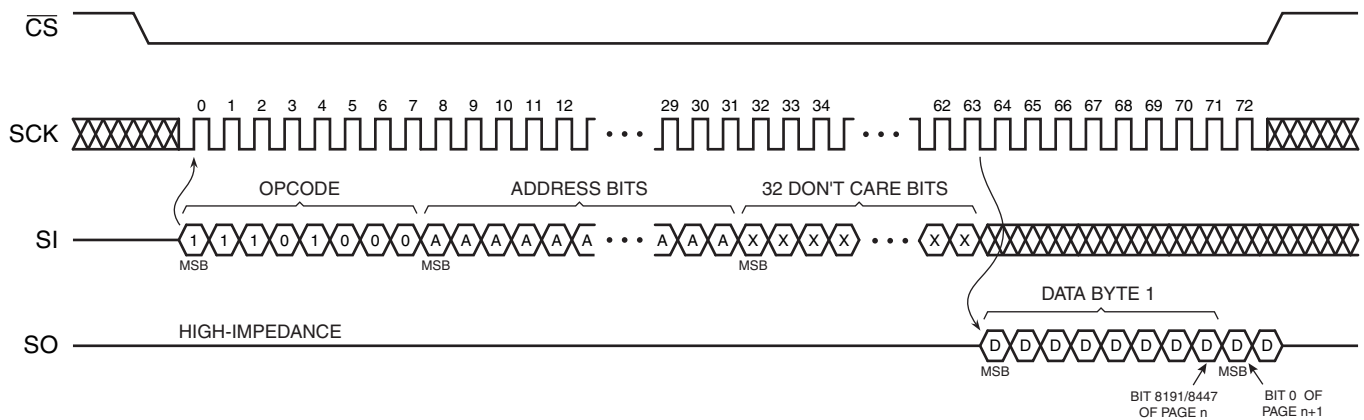 CS
0 1 2 3 4 5 6 7 8 9 10 11 12 29 30 31 32 33 34 62 63 64 65 66 67 68 69 70 71 72
SCK
OPCODE ADDRESS BITS 32 DON'T CARE BITS
SI 1 1 1 0 1 0 0 0 A A A A A A • • • A A A X X X X • • • X X
MSB MSB MSB
DATA BYTE 1
HIGH-IMPEDANCE
SO D D D D D D D D D D
MSB MSB
BIT 8191/8447
OF PAGE n
BIT 0 OF
PAGE n+1